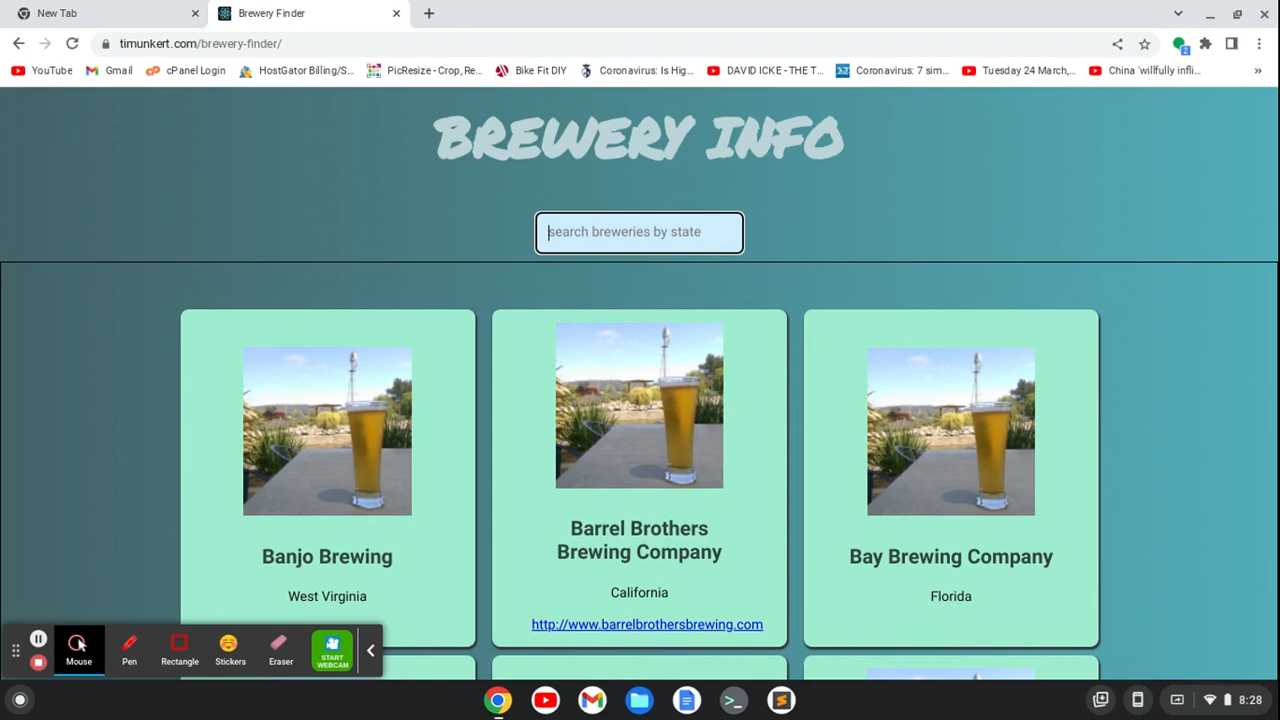 New Tab
Brewery Finder
timunkert.com/brewery-finder/
2
YouTube
Gmail
cPanel Login
HostGator Billing/S...
PicResize - Crop, Re...
Bike Fit DIY
Coronavirus: Is Hig...
DAVID ICKE - THE T...
Coronavirus: 7 sim...
Tuesday 24 March,...
China 'willfully infli...
»
BREWERY INFO
search breweries by state
Banjo Brewing
West Virginia
Barrel Brothers
Brewing Company
California
http://www.barrelbrothersbrewing.com
Bay Brewing Company
Florida
Mouse
Pen
Rectangle
Stickers
Eraser
START
WEBCAM
8:28